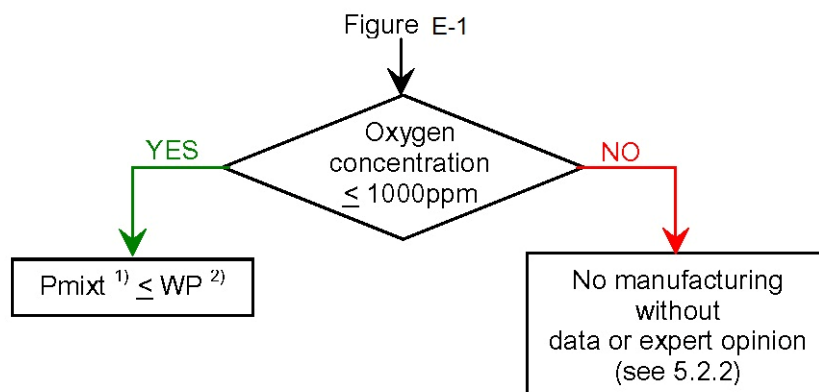 Figure E-1
Oxygen
concentration
≤ 1000ppm
YES
NO
Pmixt 1) ≤ WP 2)
No manufacturing
without
data or expert opinion
(see 5.2.2)